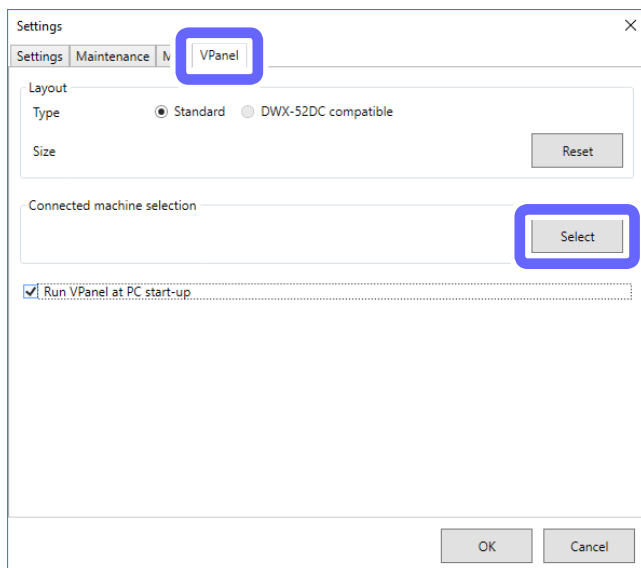 Settings
Settings Maintenance M VPanel
Layout
Type Standard DWX-52DC compatible
Size Reset
Connected machine selection
Select
Run VPanel at PC start-up
OK Cancel